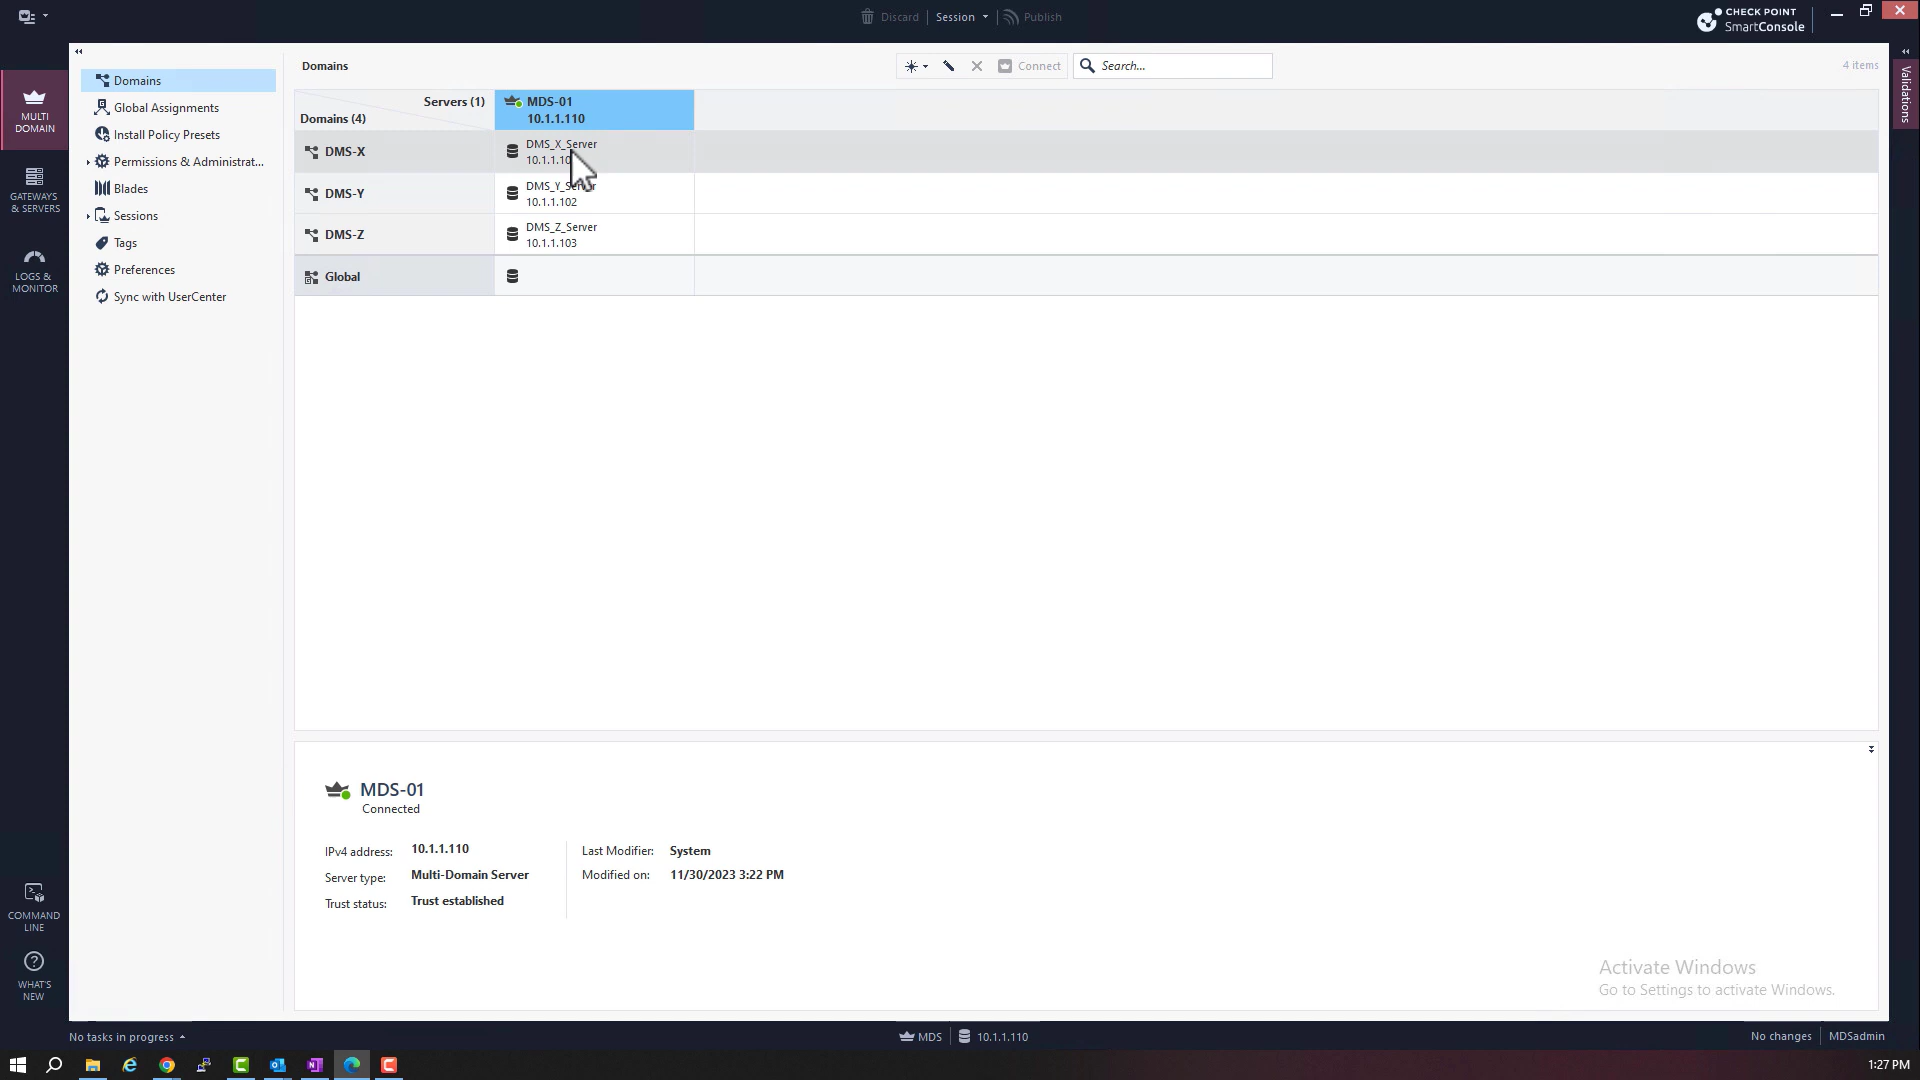 Discard
Session
Publish
CHECK POINT
SmartConsole
MULTI
DOMAIN
GATEWAYS
& SERVERS
LOGS &
MONITOR
COMMAND
LINE
WHAT'S
NEW
Domains
Global Assignments
Install Policy Presets
Permissions & Administrat...
Blades
Sessions
Tags
Preferences
Sync with UserCenter
Domains
Connect
Search...
4 items
Validations
Servers (1)
Domains (4)
MDS-01
10.1.1.110
DMS-X
DMS_X_Server
DMS-Y
DMS_Y_Server
10.1.1.102
DMS-Z
DMS_Z_Server
10.1.1.103
Global
MDS-01
Connected
IPv4 address: 10.1.1.110
Server type: Multi-Domain Server
Trust status: Trust established
Last Modifier: System
Modified on: 11/30/2023 3:22 PM
Activate Windows
Go to Settings to activate Windows.
No tasks in progress
MDS
10.1.1.110
No changes
MDSadmin
1:27 PM